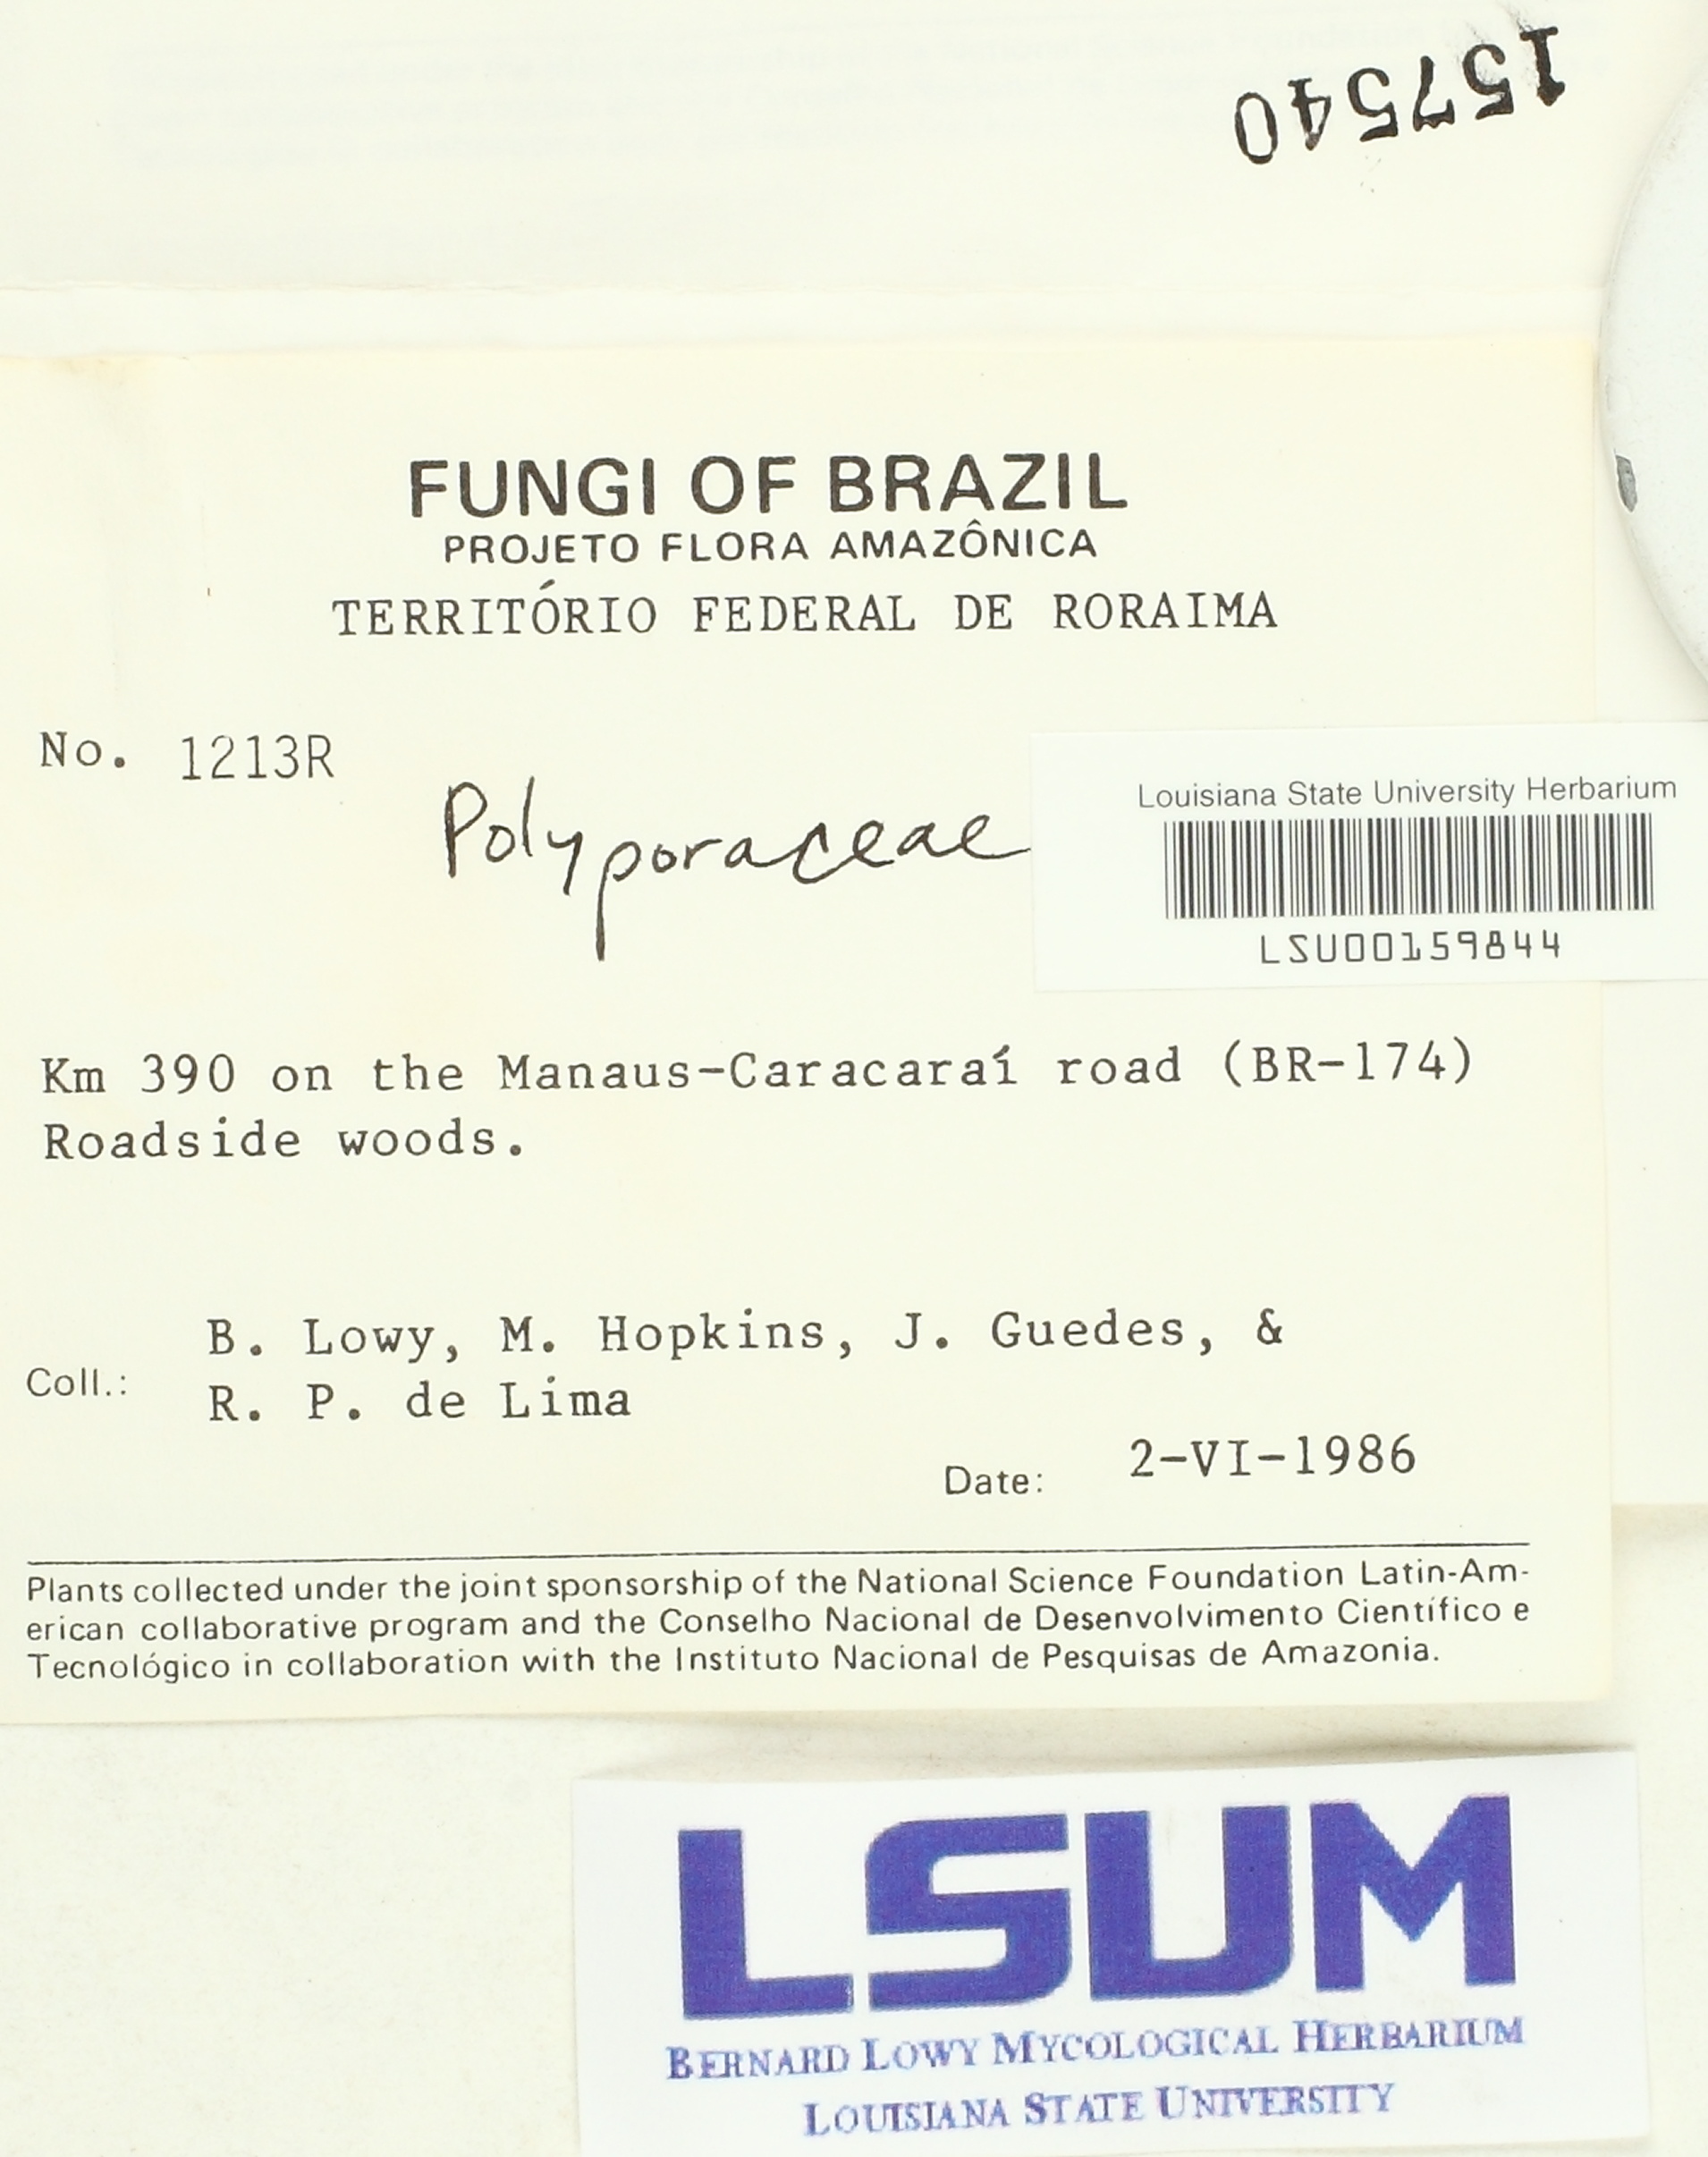 157540
FUNGI OF BRAZIL
PROJETO FLORA AMAZÔNICA
TERRITÓRIO FEDERAL DE RORAIMA
No. 1213R
Polyporaceae
Louisiana State University Herbarium
LSU00159844
Km 390 on the Manaus-Caracaraí road (BR-174)
Roadside woods.
Coll.: B. Lowy, M. Hopkins, J. Guedes, &
R. P. de Lima
Date: 2-VI-1986
Plants collected under the joint sponsorship of the National Science Foundation Latin-Am-
erican collaborative program and the Conselho Nacional de Desenvolvimento Científico e
Tecnológico in collaboration with the Instituto Nacional de Pesquisas de Amazonia.
LSUM
BERNARD LOWY MYCOLOGICAL HERBARIUM
LOUISIANA STATE UNIVERSITY